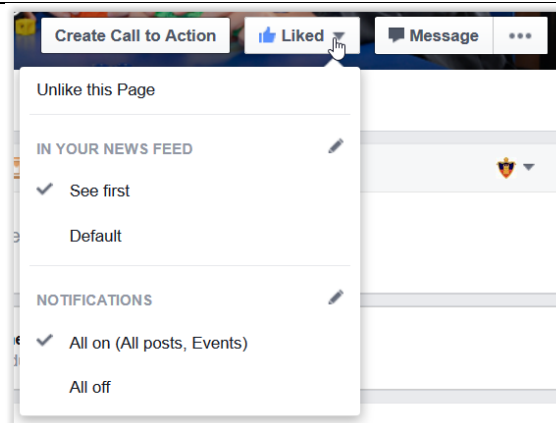 Create Call to Action Liked Message
Unlike this Page
IN YOUR NEWS FEED
See first
Default
NOTIFICATIONS
All on (All posts, Events)
All off